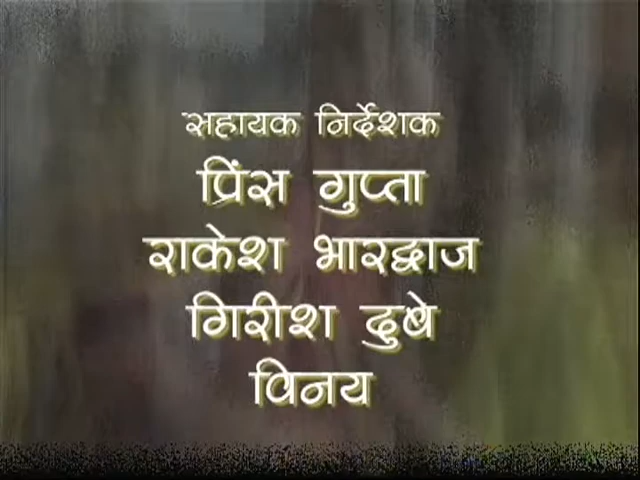 सहायक निर्देशक
प्रिंस गुप्ता
राकेश भारद्वाज
गिरीश दुबे
विनय